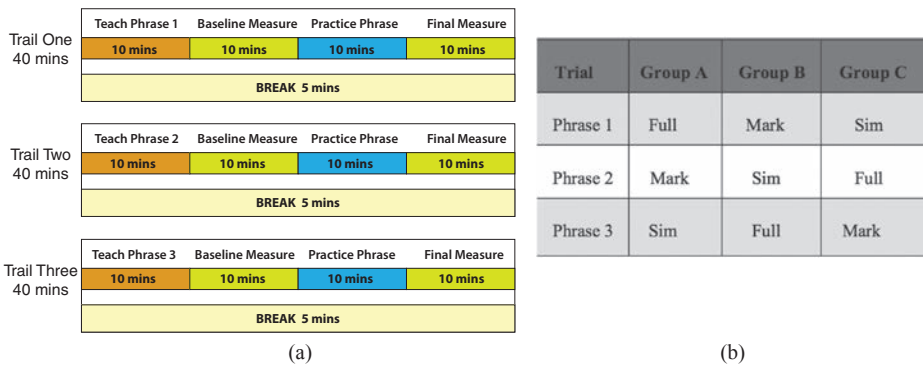 Teach Phrase 1 Baseline Measure Practice Phrase Final Measure
Trail One
40 mins
10 mins 10 mins 10 mins 10 mins
BREAK 5 mins
Teach Phrase 2 Baseline Measure Practice Phrase Final Measure
Trail Two
40 mins
10 mins 10 mins 10 mins 10 mins
BREAK 5 mins
Teach Phrase 3 Baseline Measure Practice Phrase Final Measure
Trail Three
40 mins
10 mins 10 mins 10 mins 10 mins
BREAK 5 mins
(a)
Trial Group A Group B Group C
Phrase 1 Full Mark Sim
Phrase 2 Mark Sim Full
Phrase 3 Sim Full Mark
(b)